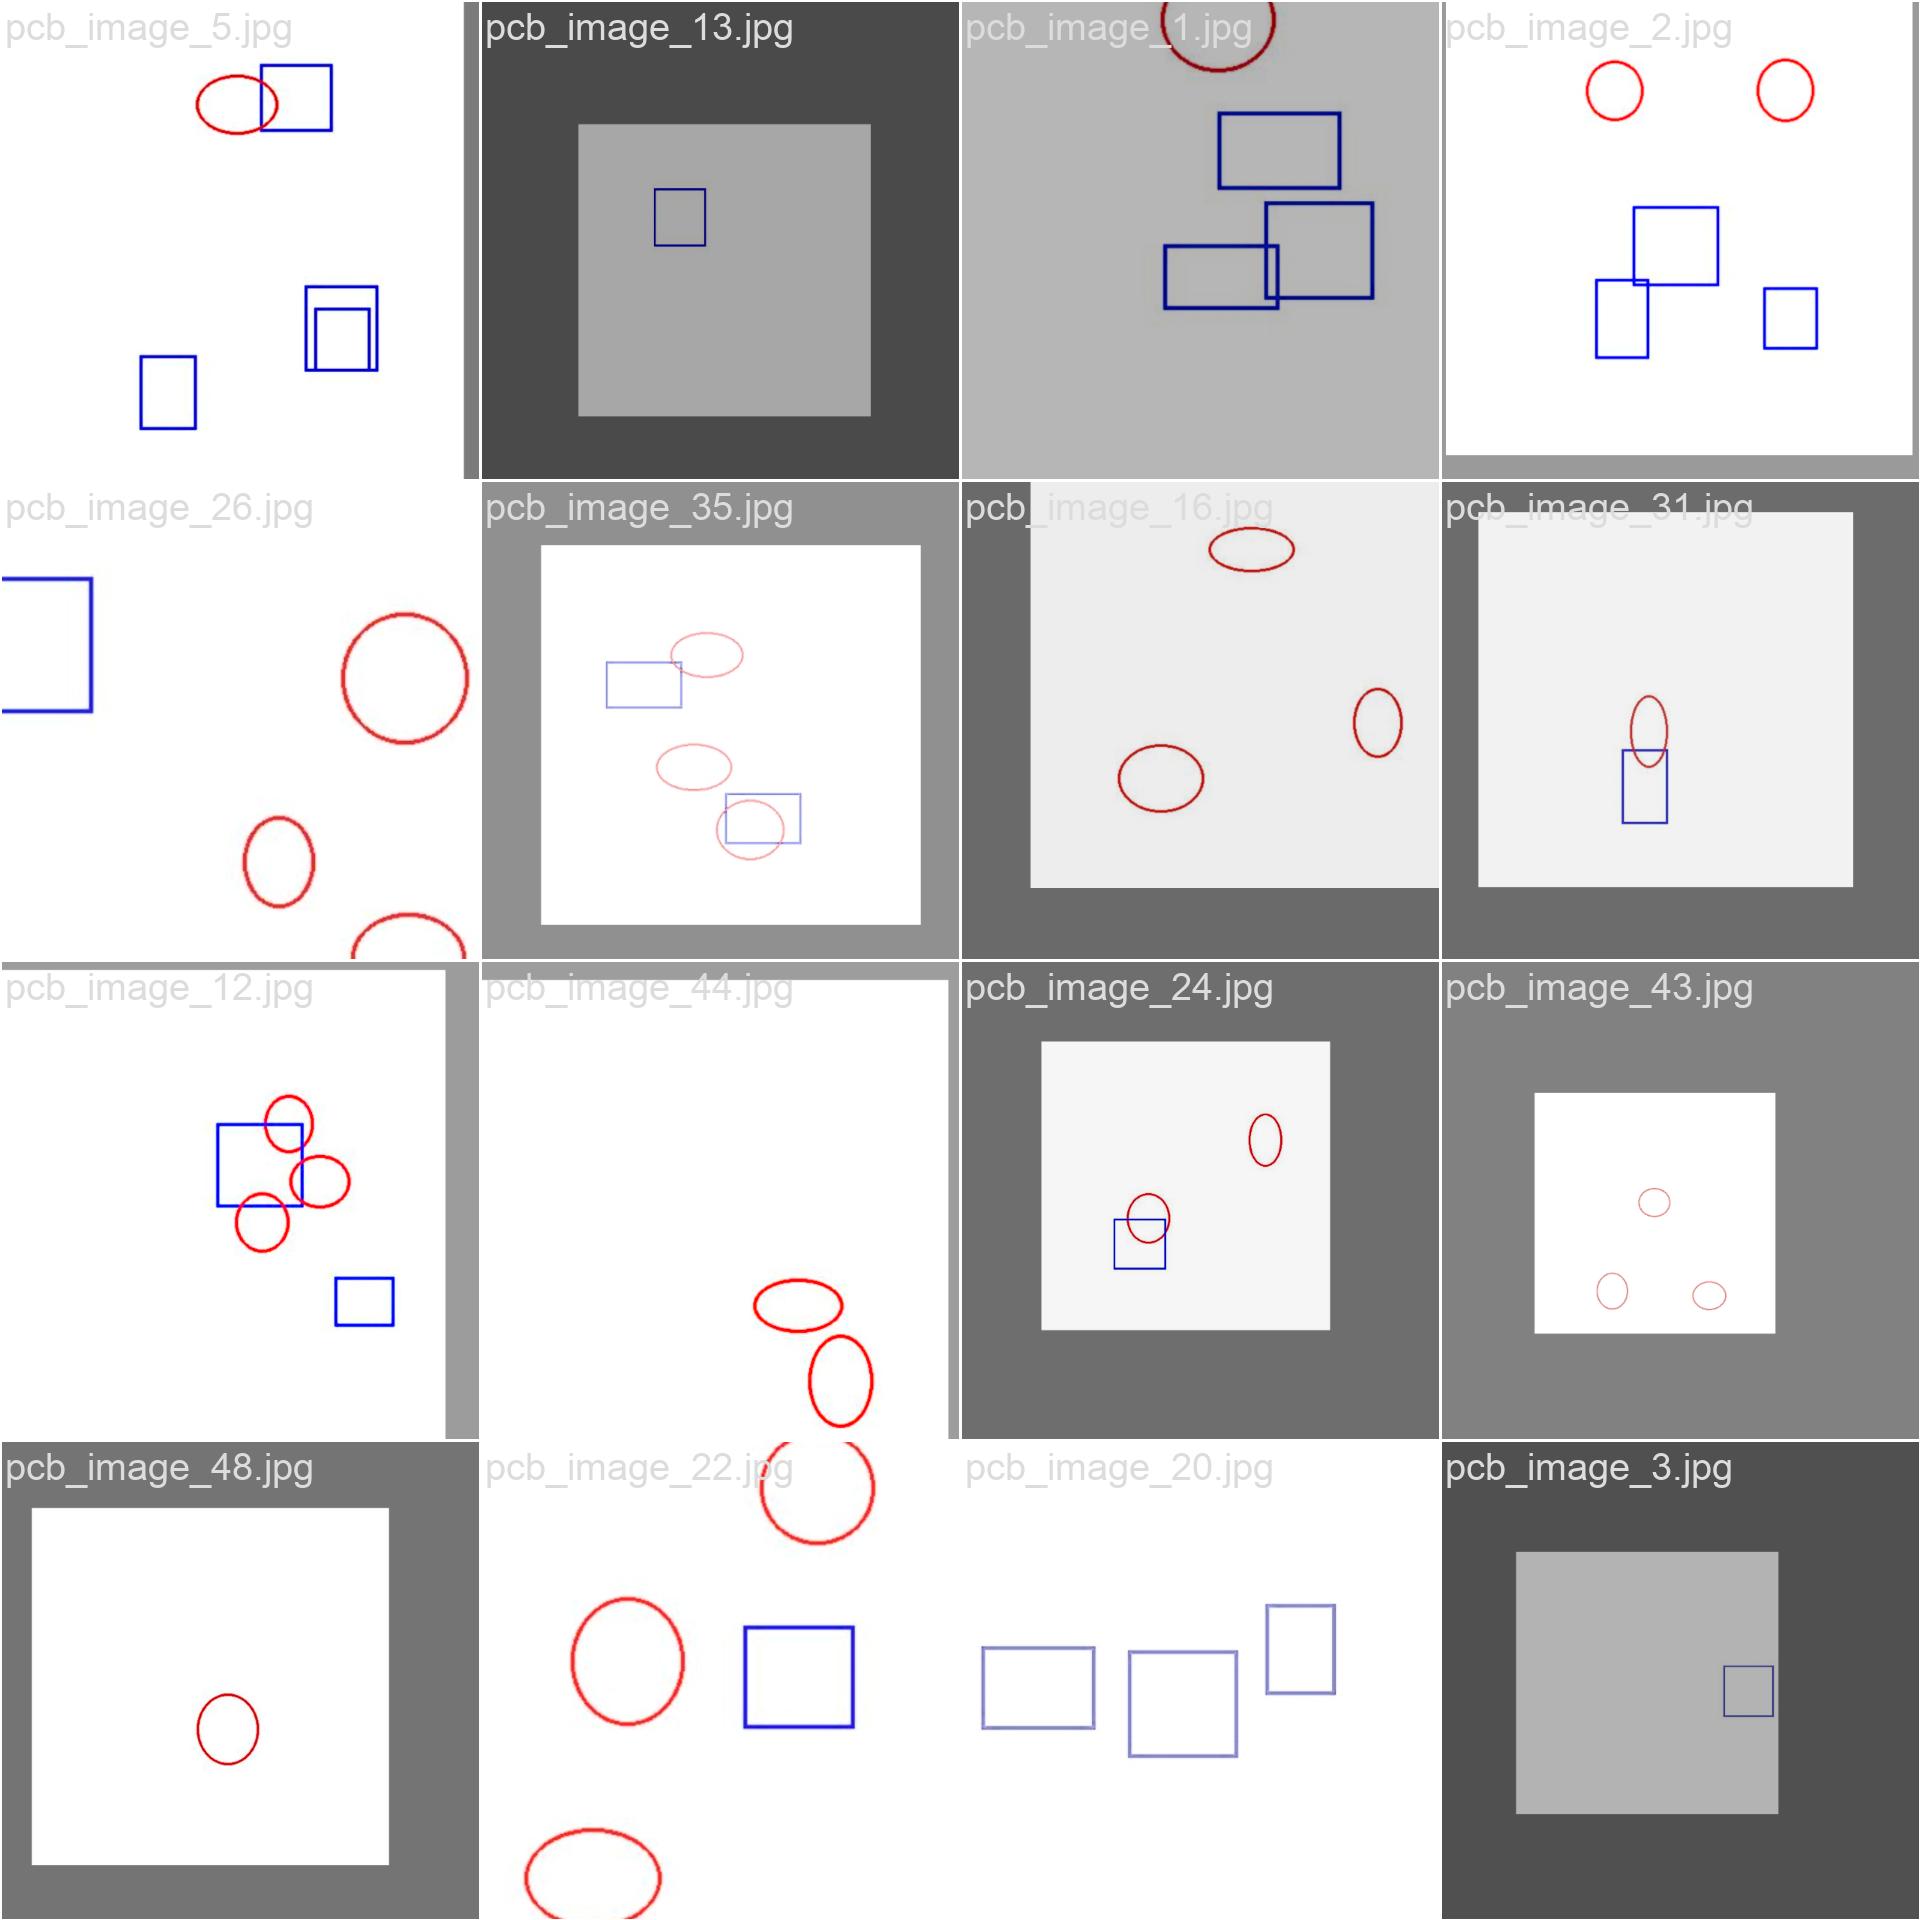 pcb_image_5.jpg
pcb_image_13.jpg
pcb_image_1.jpg
pcb_image_2.jpg
pcb_image_26.jpg
pcb_image_35.jpg
pcb_image_16.jpg
pcb_image_31.jpg
pcb_image_12.jpg
pcb_image_44.jpg
pcb_image_24.jpg
pcb_image_43.jpg
pcb_image_48.jpg
pcb_image_22.jpg
pcb_image_20.jpg
pcb_image_3.jpg